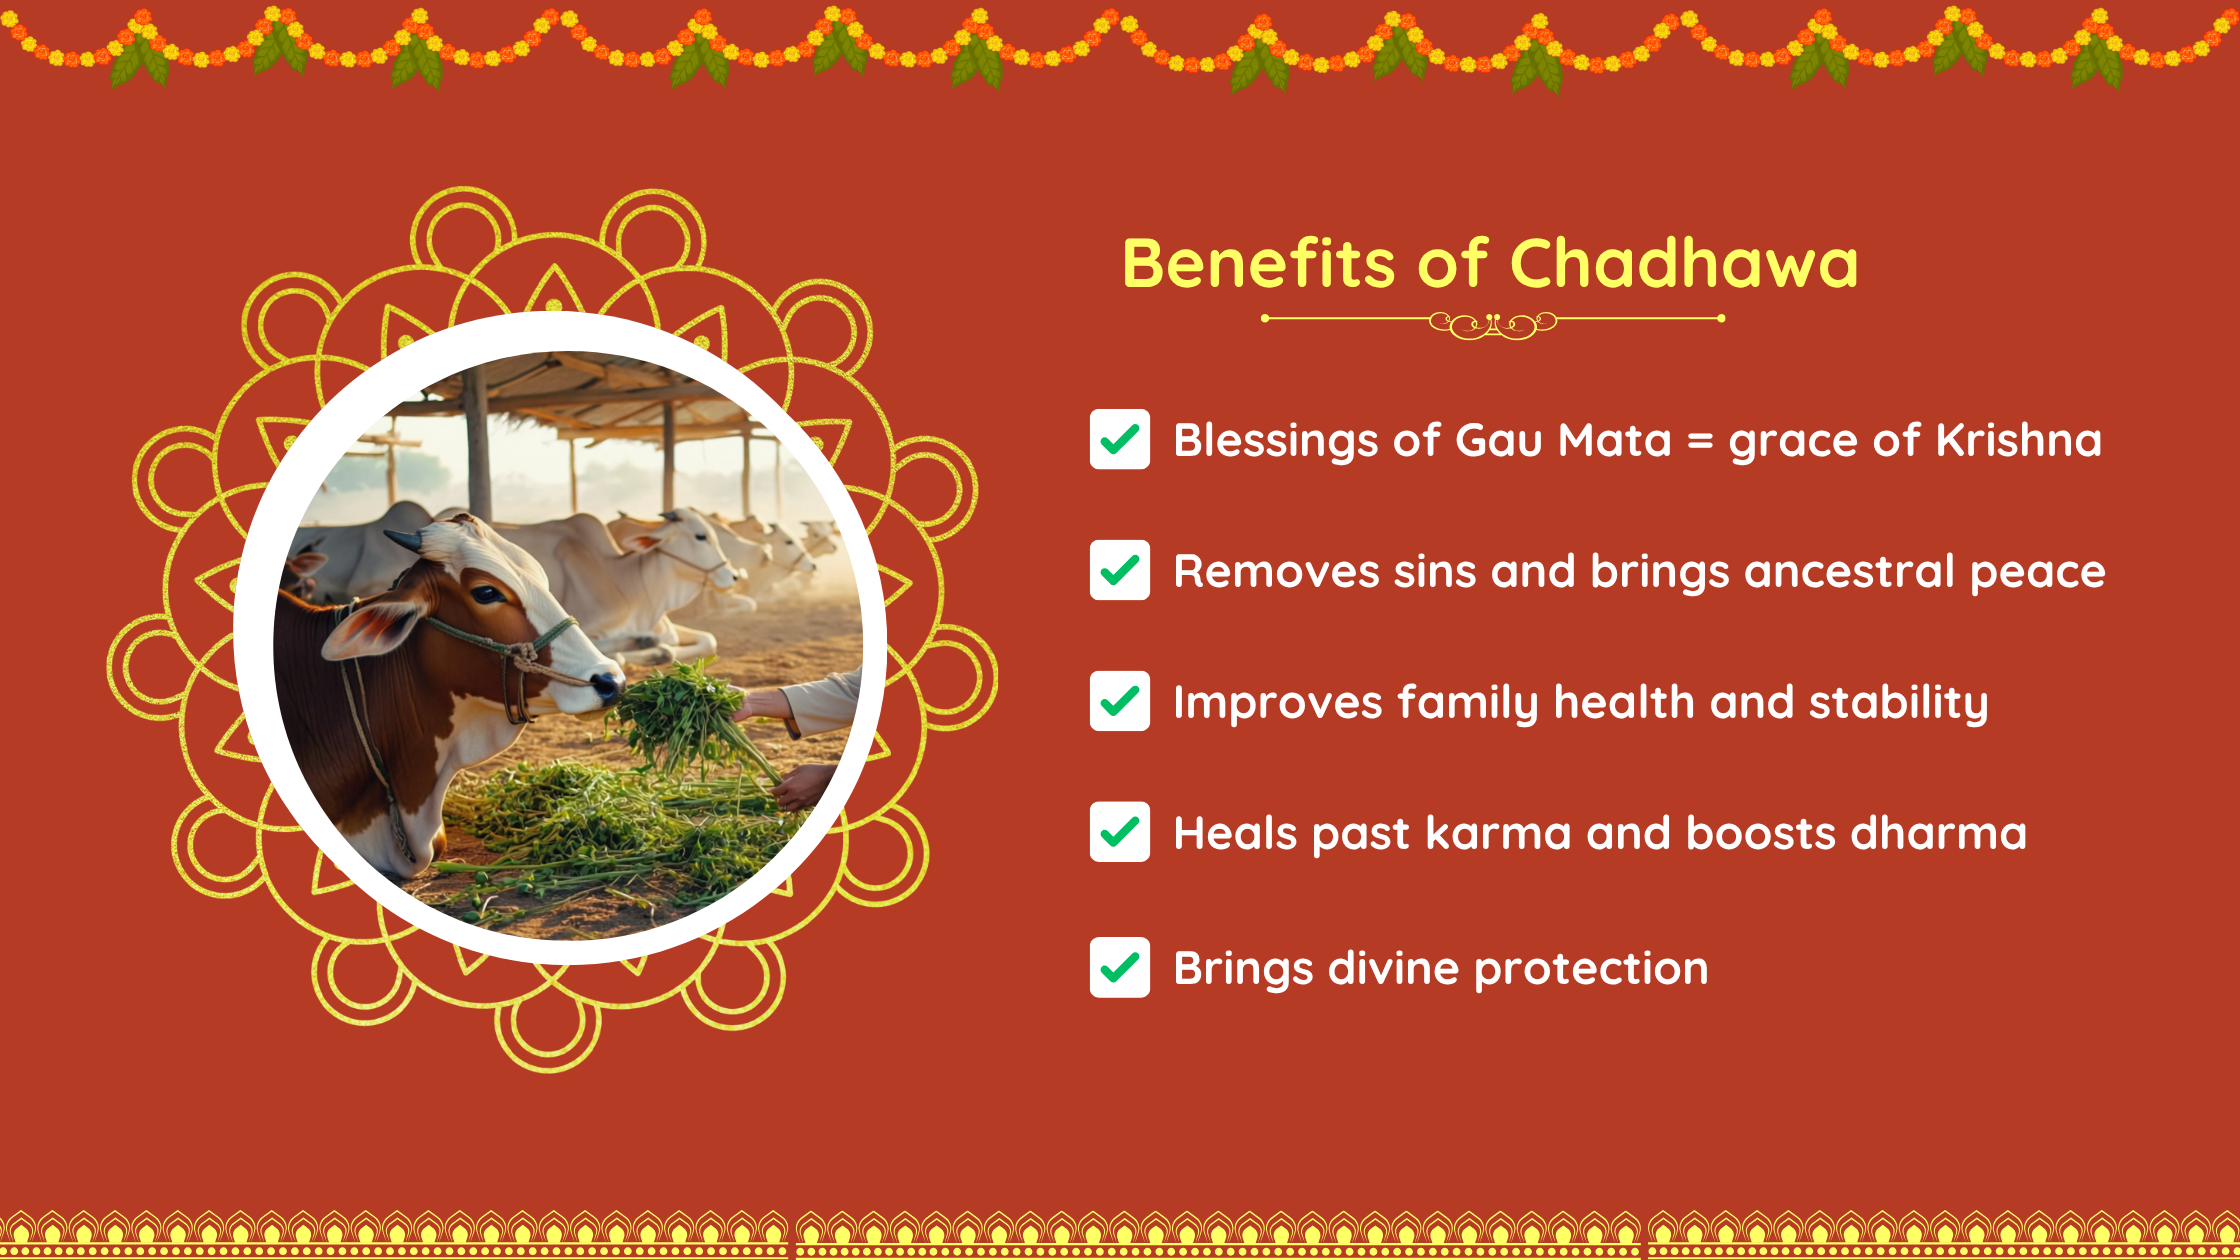 Benefits of Chadhawa
Blessings of Gau Mata = grace of Krishna
Removes sins and brings ancestral peace
Improves family health and stability
Heals past karma and boosts dharma
Brings divine protection